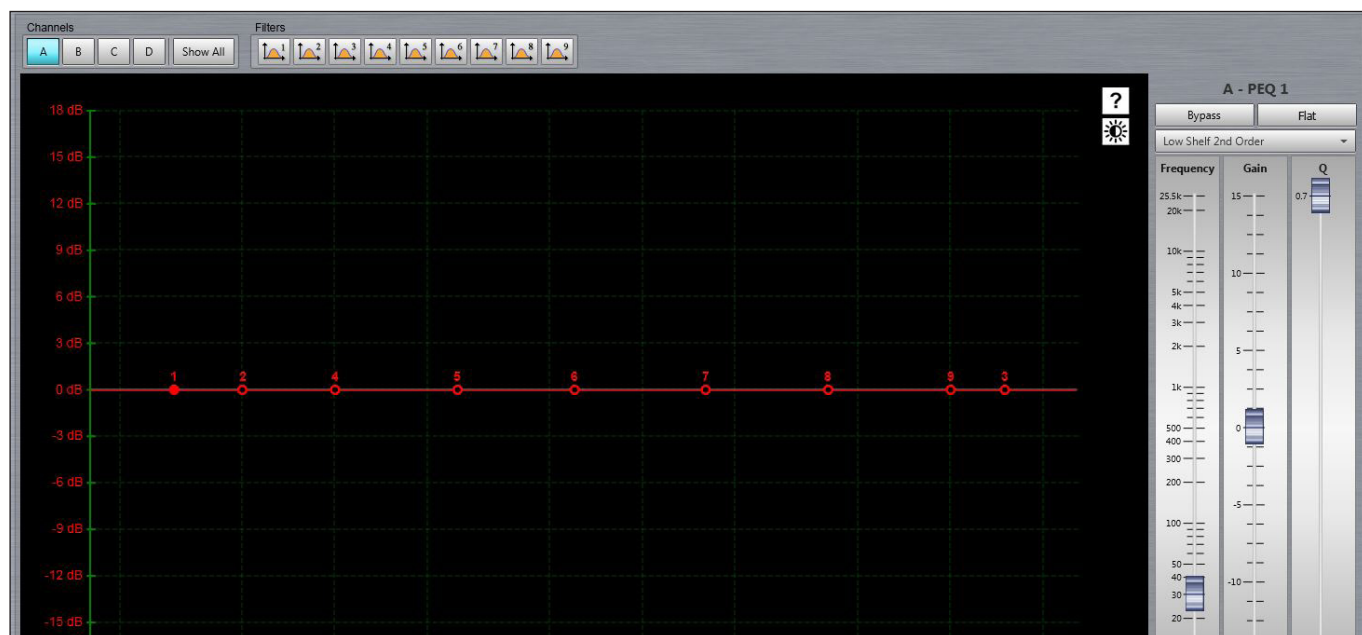 Channels Filters
A B C D Show All 1 2 3 4 5 6 7 8 9
A - PEQ 1
?
Bypass Flat
Low Shelf 2nd Order
Frequency Gain Q
18 dB
15 dB
12 dB
9 dB
6 dB
3 dB
0 dB
-3 dB
-6 dB
-9 dB
-12 dB
-15 dB
1 2 4 5 6 7 8 9 3
25.5k
20k
10k
5k
4k
3k
2k
1k
500
400
300
200
100
50
40
30
20
15
10
5
0
-5
-10
0.7